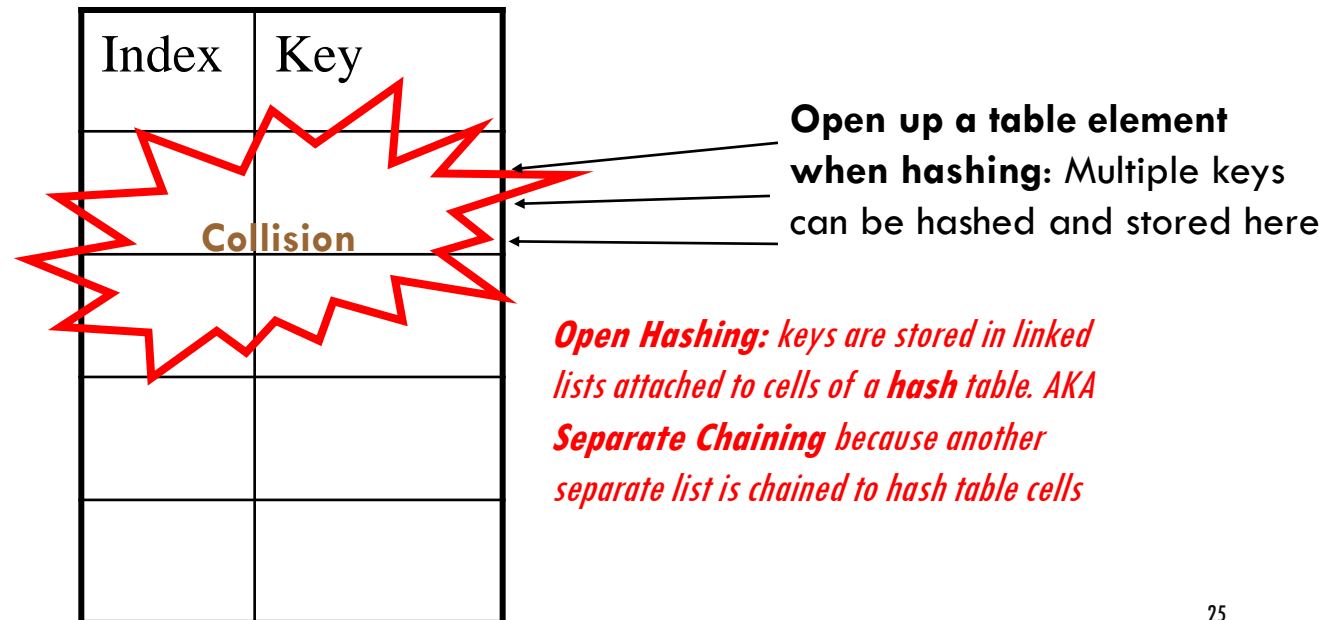 Index Key
Collision
Open up a table element
when hashing: Multiple keys
can be hashed and stored here
Open Hashing: keys are stored in linked
lists attached to cells of a hash table. AKA
Separate Chaining because another
separate list is chained to hash table cells
25